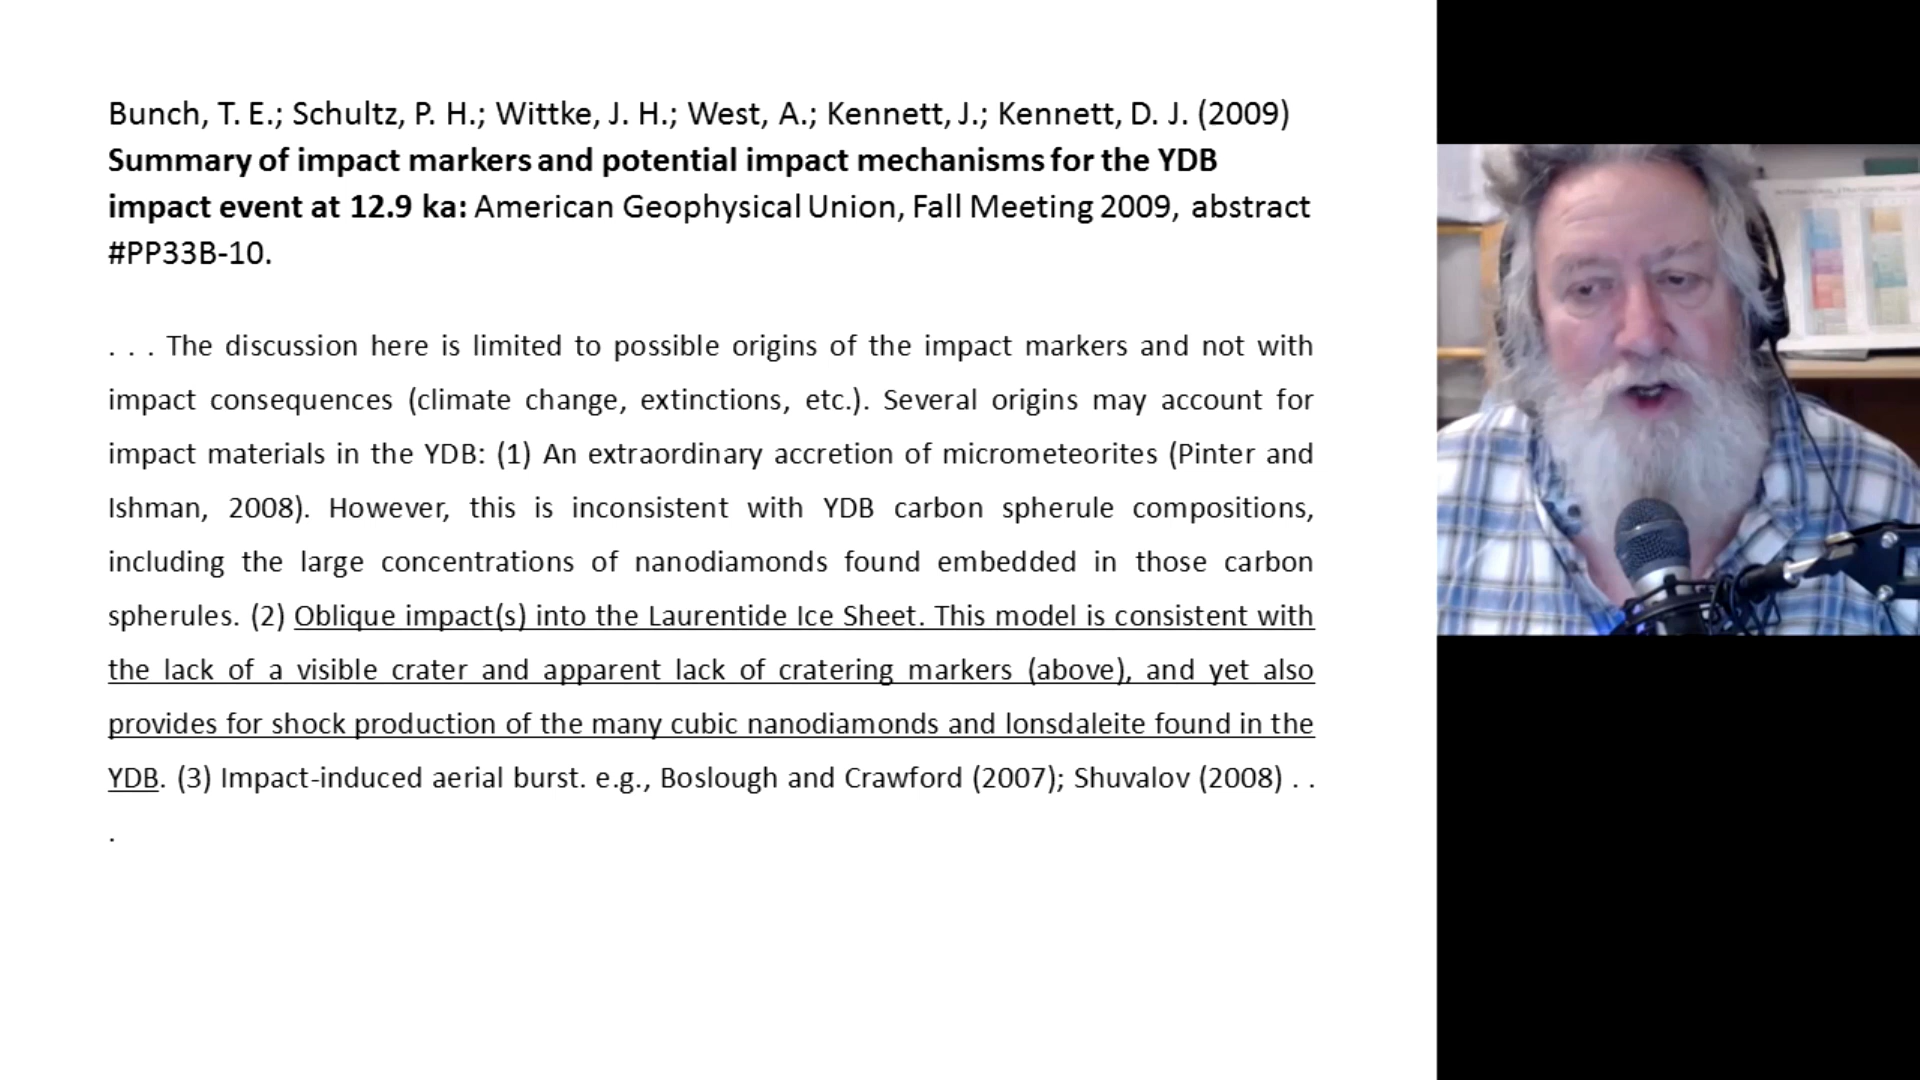 Bunch, T. E.; Schultz, P. H.; Wittke, J. H.; West, A.; Kennett, J.; Kennett, D. J. (2009)
Summary of impact markers and potential impact mechanisms for the YDB
impact event at 12.9 ka: American Geophysical Union, Fall Meeting 2009, abstract
#PP33B-10.
. . . The discussion here is limited to possible origins of the impact markers and not with
impact consequences (climate change, extinctions, etc.). Several origins may account for
impact materials in the YDB: (1) An extraordinary accretion of micrometeorites (Pinter and
Ishman, 2008). However, this is inconsistent with YDB carbon spherule compositions,
including the large concentrations of nanodiamonds found embedded in those carbon
spherules. (2) Oblique impact(s) into the Laurentide Ice Sheet. This model is consistent with
the lack of a visible crater and apparent lack of cratering markers (above), and yet also
provides for shock production of the many cubic nanodiamonds and lonsdaleite found in the
YDB. (3) Impact-induced aerial burst. e.g., Boslough and Crawford (2007); Shuvalov (2008) . .
.